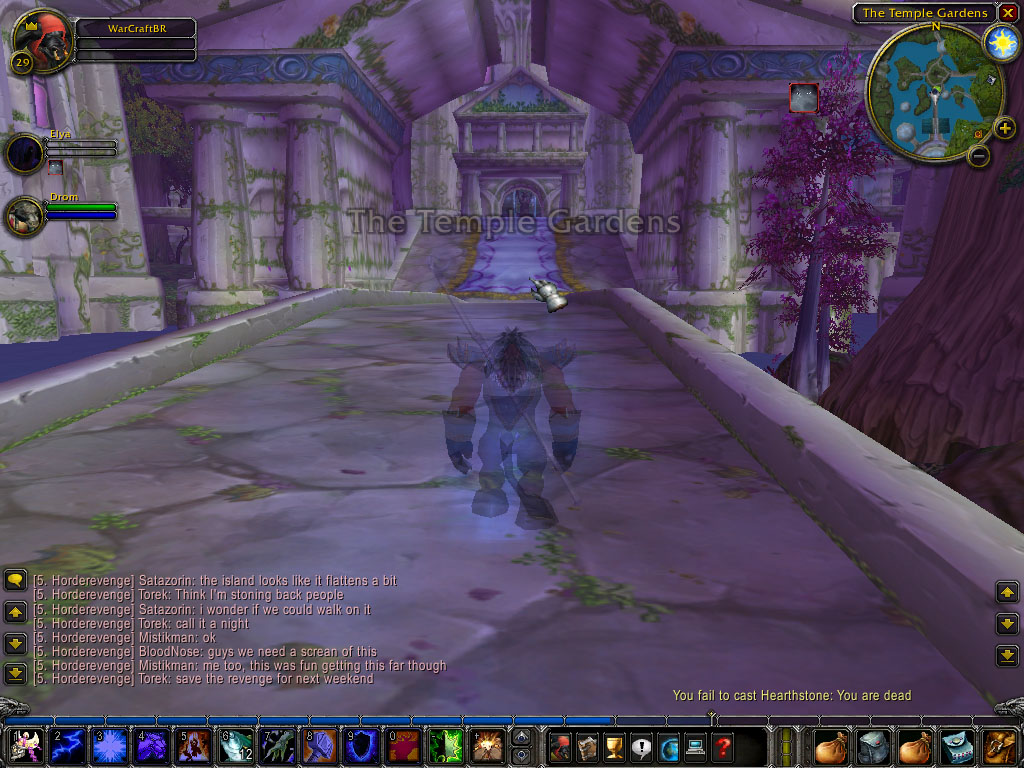 The Temple Gardens
WarCraftBR
N
29
Elya
Drom
The Temple Gardens
[5. Horderevenge] Satazorin: the island looks like it flattens a bit
[5. Horderevenge] Torek: Think I'm stoning back people
[5. Horderevenge] Satazorin: i wonder if we could walk on it
[5. Horderevenge] Torek: call it a night
[5. Horderevenge] Mistikman: ok
[5. Horderevenge] BloodNose: guys we need a screan of this
[5. Horderevenge] Mistikman: me too, this was fun getting this far though
[5. Horderevenge] Torek: save the revenge for next weekend
You fail to cast Hearthstone: You are dead
1 2 3 4 5 6 8 9 0 - =
12